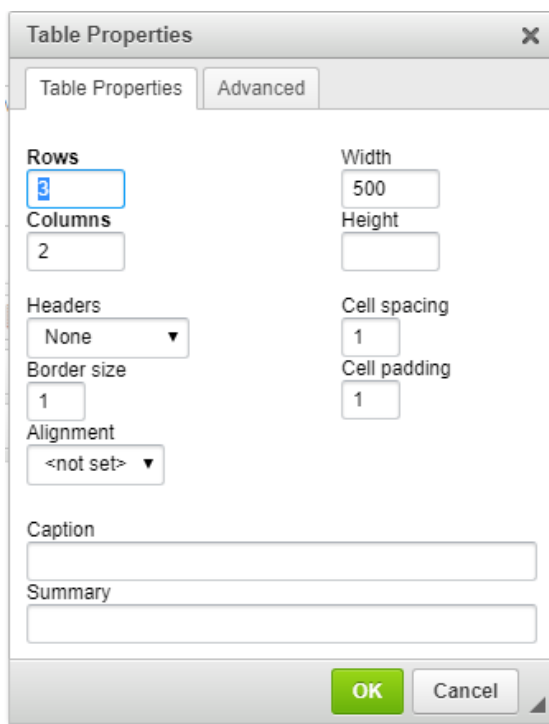 Table Properties
Table Properties
Advanced
Rows
Width
3
500
Columns
Height
2
Headers
Cell spacing
None
1
Border size
Cell padding
1
1
Alignment
<not set>
Caption
Summary
OK
Cancel